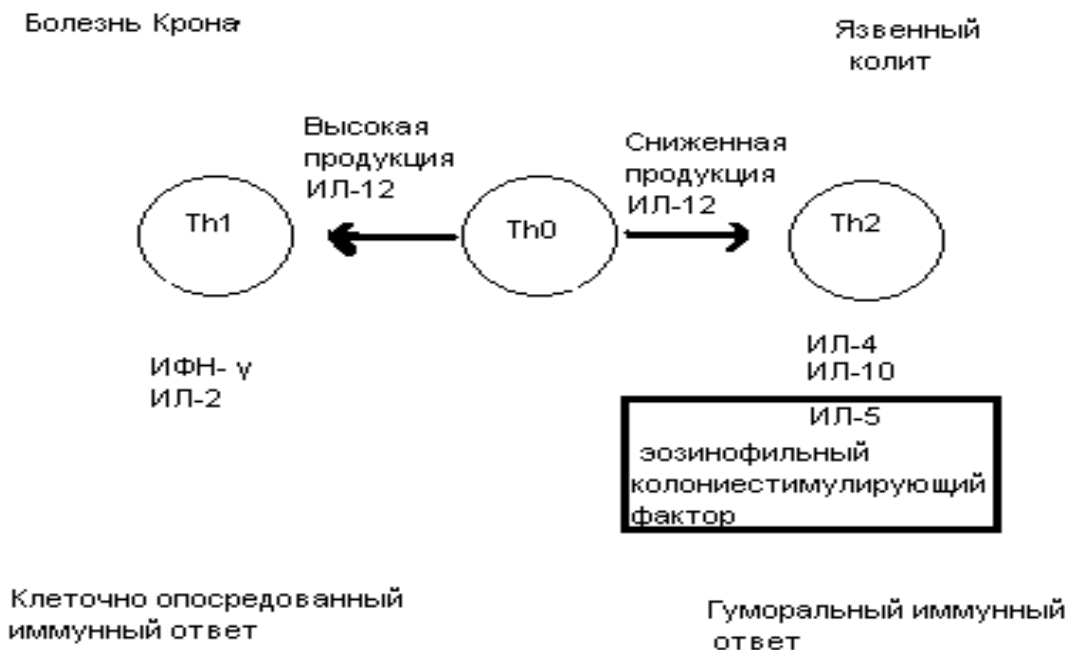 Болезнь Крона
Язвенный
колит
Высокая
продукция
ИЛ-12
Сниженная
продукция
ИЛ-12
Th1
Th0
Th2
ИФН- γ
ИЛ-2
ИЛ-4
ИЛ-10
ИЛ-5
эозинофильный
колониестимулирующий
фактор
Клеточно опосредованный
иммунный ответ
Гуморальный иммунный
ответ